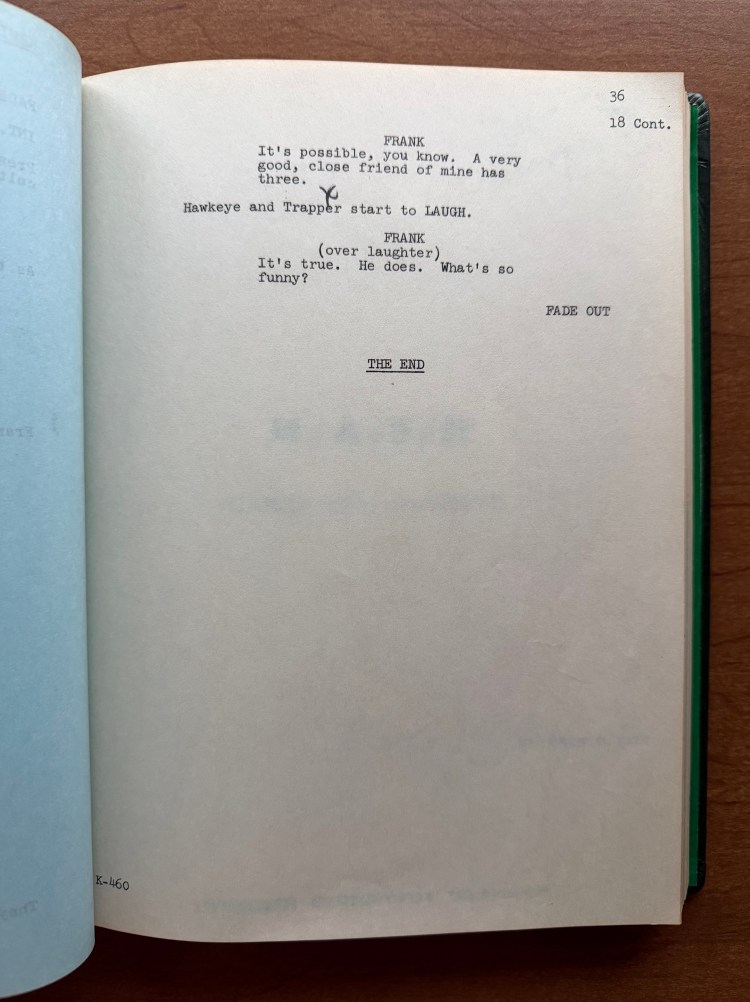 36
18 Cont.
FRANK
It's possible, you know.  A very
good, close friend of mine has
three.
Hawkeye and Trapper start to LAUGH.
FRANK
(over laughter)
It's true.  He does.  What's so
funny?
FADE OUT
THE END
K-460